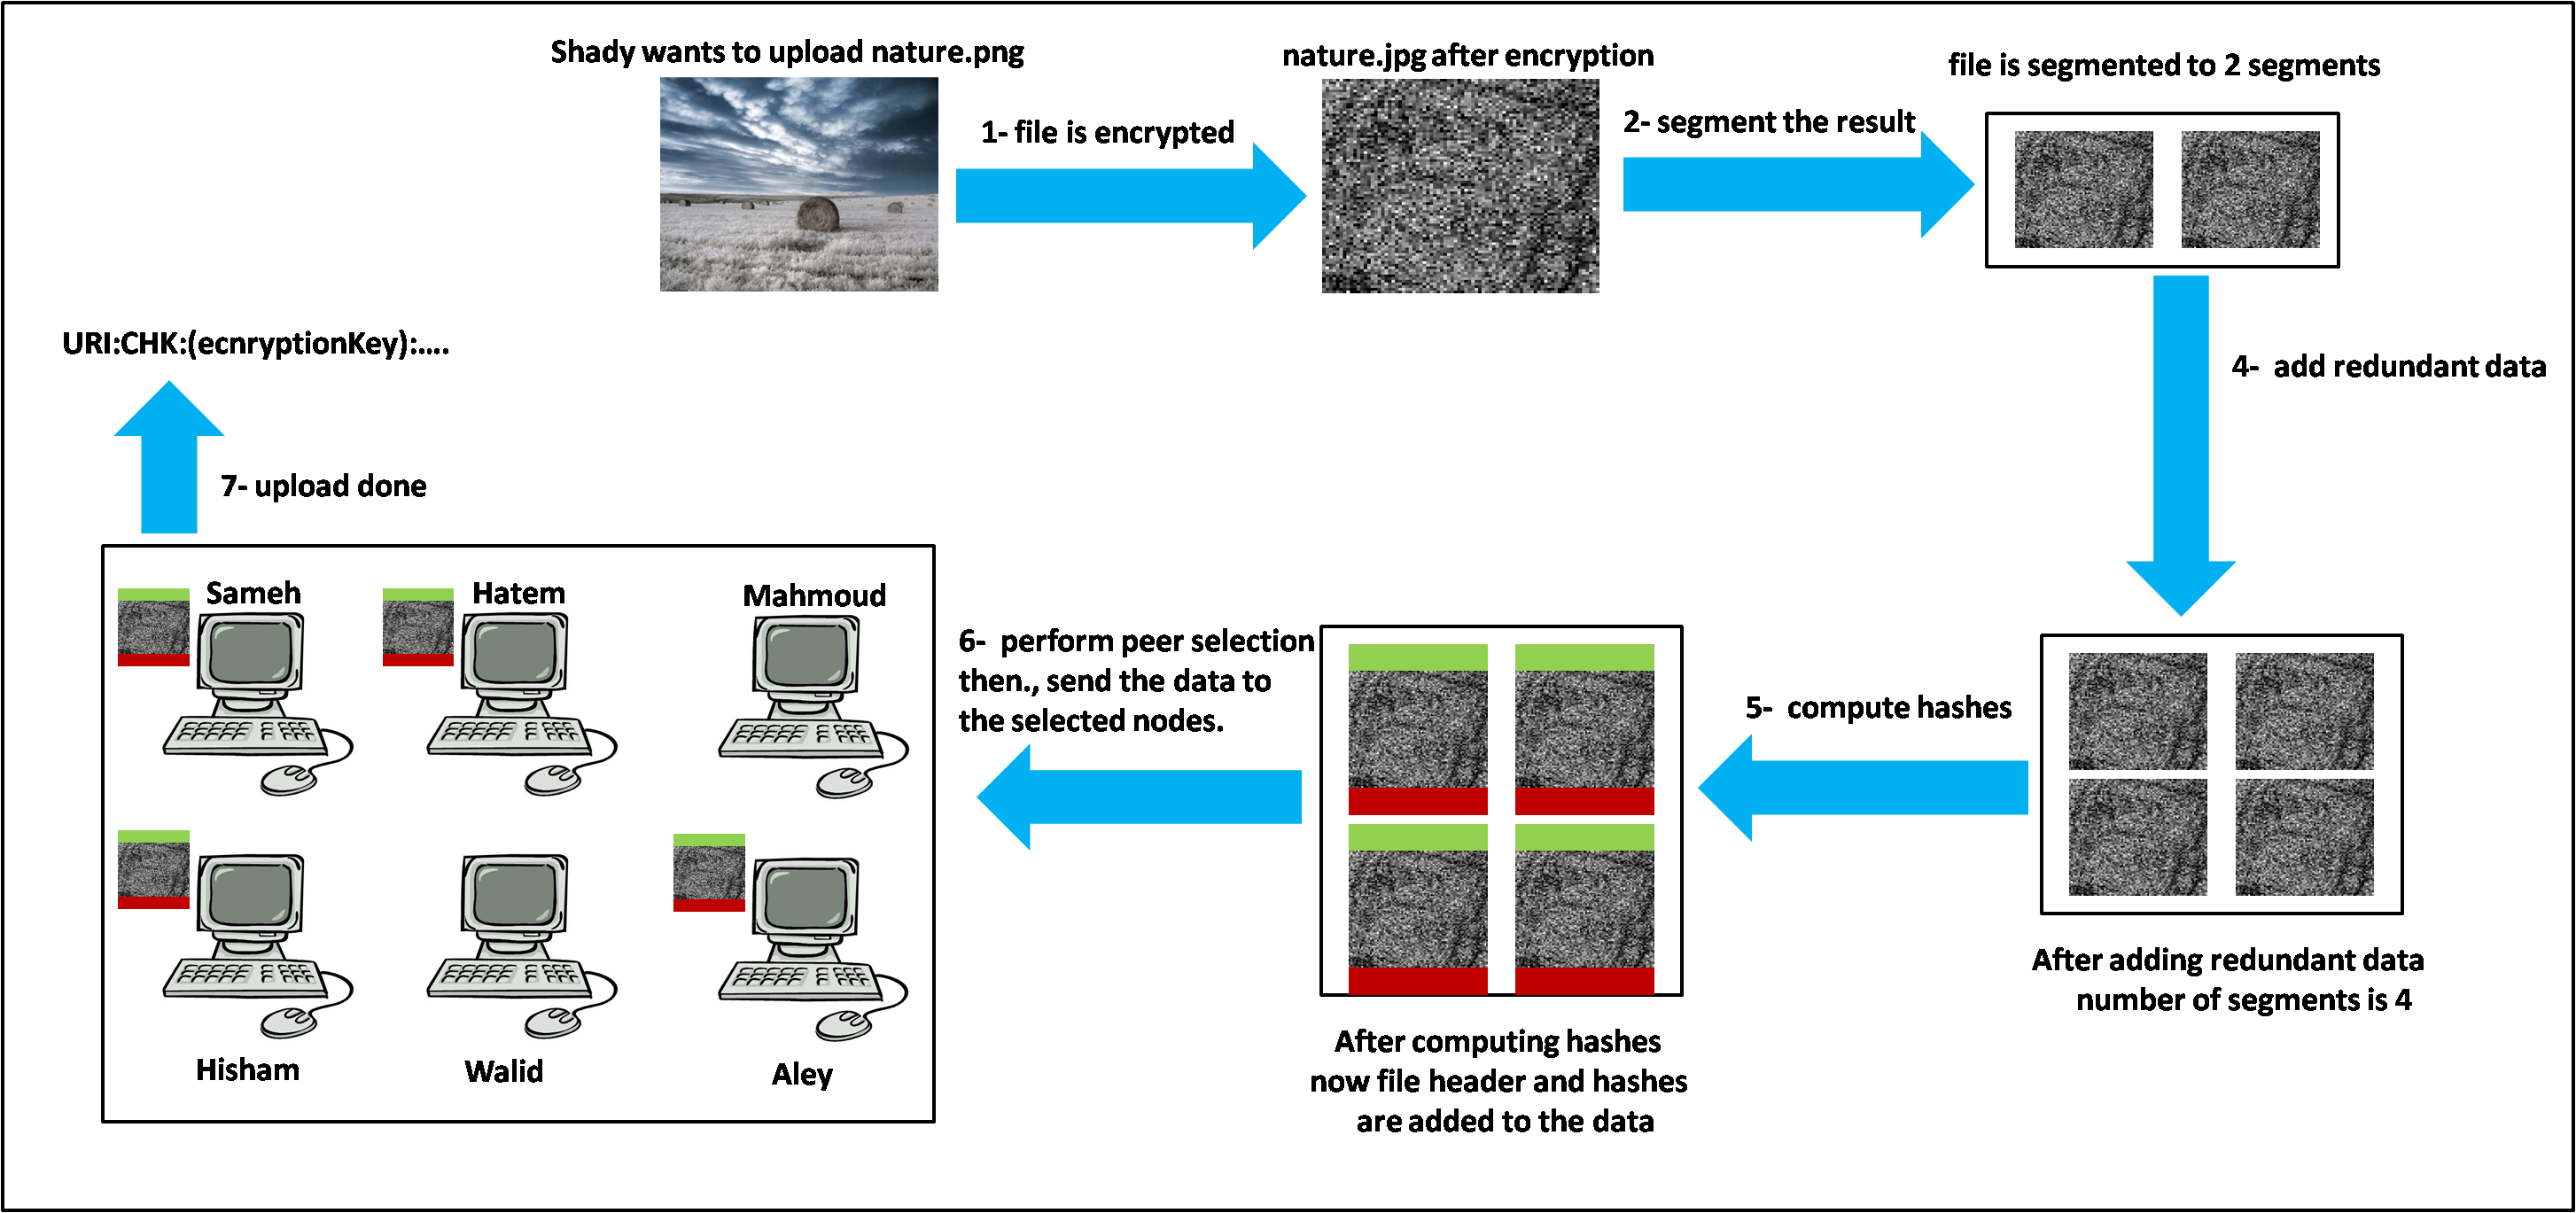 Shady wants to upload nature.png
1- file is encrypted
nature.jpg after encryption
2- segment the result
file is segmented to 2 segments
4-  add redundant data
After adding redundant data
number of segments is 4
5-  compute hashes
After computing hashes
now file header and hashes
are added to the data
6-  perform peer selection
then., send the data to
the selected nodes.
Sameh
Hatem
Mahmoud
Hisham
Walid
Aley
7- upload done
URI:CHK:(ecnryptionKey):....